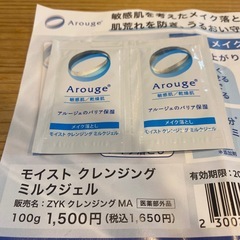 敏感肌を考えたメイク落
肌荒れを防ぎ、うるおい守
Arouge
敏感肌/乾燥肌
アルージェのバリア保湿
メイク落とし
モイスト クレンジング ミルクジェル
Arouge
敏感肌/乾燥肌
アルージェのバリア保湿
メイク落とし
モイスト クレンジング ミルクジェル
モイスト クレンジング
ミルクジェル
販売名：ZYK クレンジング MA 医薬部外品
100g 1,500円(税込1,650円)
上がり
有効期限:20